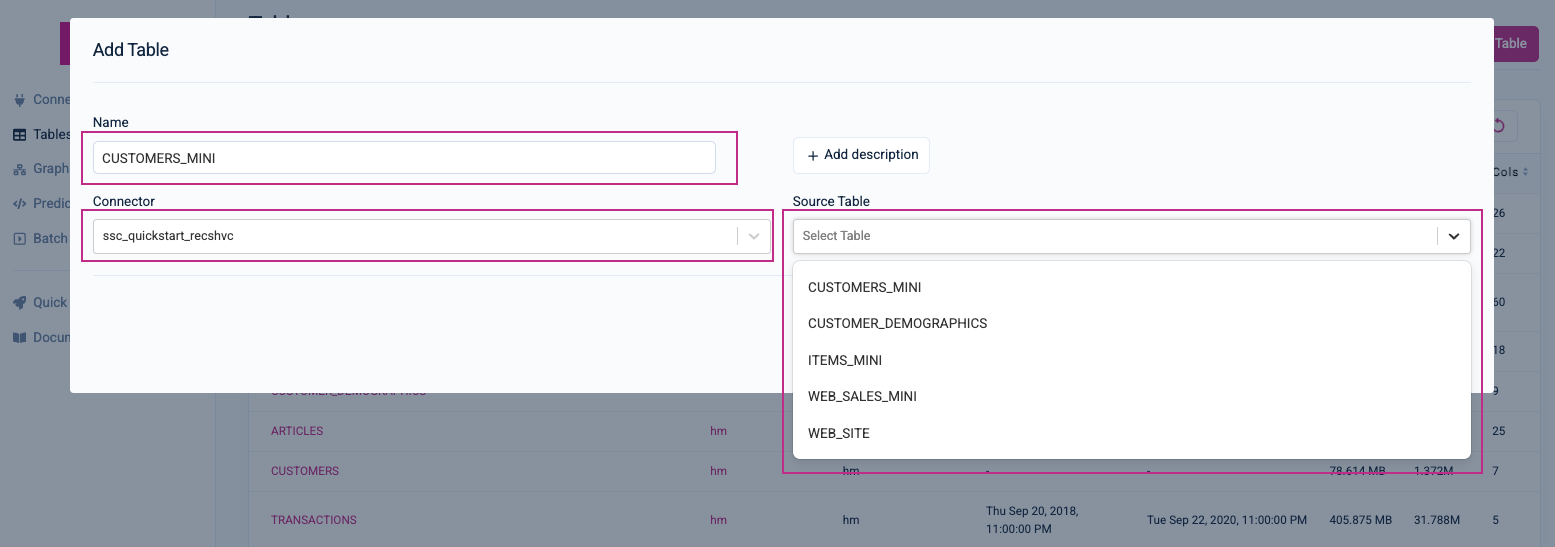 Table
Add Table
Conne
Tables
Graph
Predic
Batch
Quick
Docum
Name
CUSTOMERS_MINI
Add description
Connector
ssc_quickstart_recshvc
Source Table
Select Table
CUSTOMERS_MINI
CUSTOMER_DEMOGRAPHICS
ITEMS_MINI
WEB_SALES_MINI
WEB_SITE
Cols
26
22
60
18
9
ARTICLES hm 25
CUSTOMERS hm hm - - 78.614 MB 1.372M 7
TRANSACTIONS hm hm Thu Sep 20, 2018, 11:00:00 PM Tue Sep 22, 2020, 11:00:00 PM 405.875 MB 31.788M 5